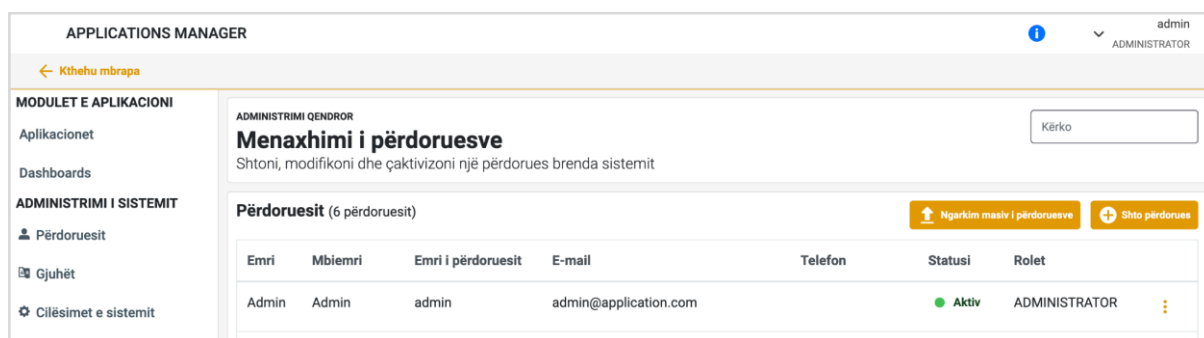 APPLICATIONS MANAGER
admin
ADMINISTRATOR
Kthehu mbrapa
MODULET E APLIKACIONI
Aplikacionet
Dashboards
ADMINISTRIMI I SISTEMIT
Përdoruesit
Gjuhët
Cilësimet e sistemit
ADMINISTRIMI QENDROR
Menaxhimi i përdoruesve
Shtoni, modifikoni dhe çaktivizoni një përdorues brenda sistemit
Kërko
Përdoruesit (6 përdoruesit)
Ngarkim masiv i përdoruesve
Shto përdorues
Emri Mbiemri Emri i përdoruesit E-mail Telefon Statusi Rolet
Admin Admin admin admin@application.com Aktiv ADMINISTRATOR